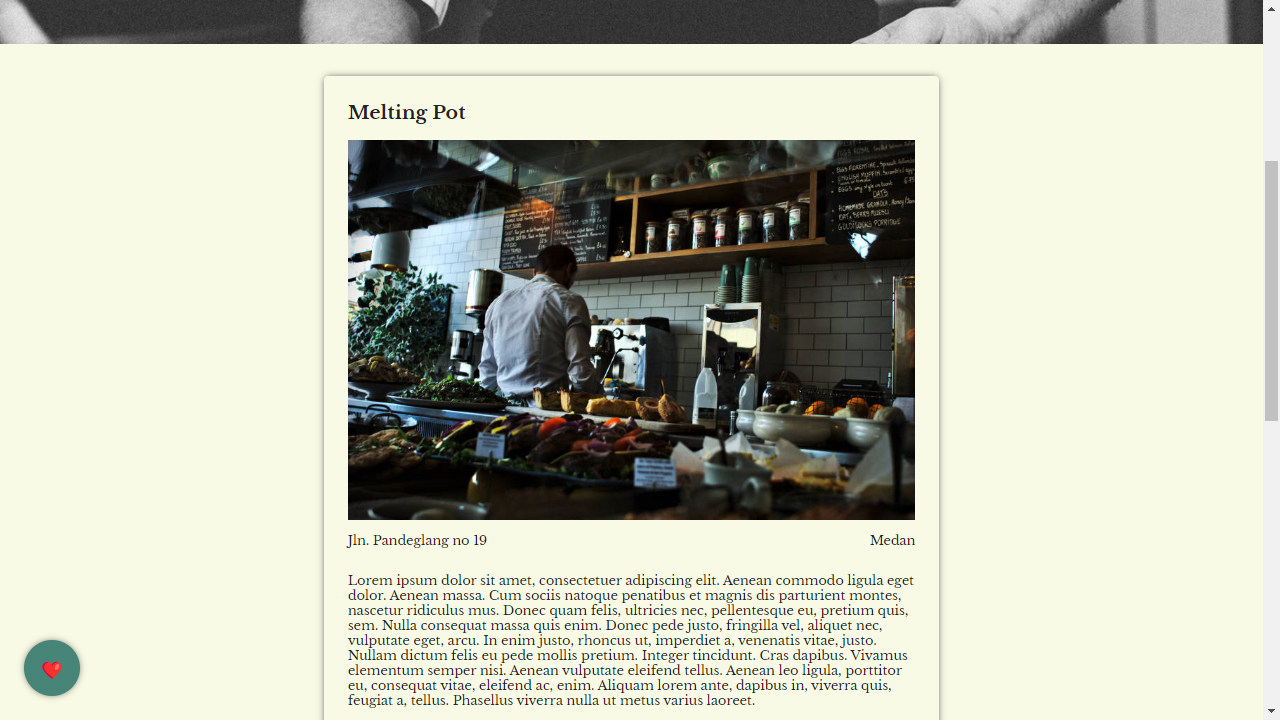 Melting Pot
OATS
Jln. Pandeglang no 19
Medan
Lorem ipsum dolor sit amet, consectetuer adipiscing elit. Aenean commodo ligula eget
dolor. Aenean massa. Cum sociis natoque penatibus et magnis dis parturient montes,
nascetur ridiculus mus. Donec quam felis, ultricies nec, pellentesque eu, pretium quis,
sem. Nulla consequat massa quis enim. Donec pede justo, fringilla vel, aliquet nec,
vulputate eget, arcu. In enim justo, rhoncus ut, imperdiet a, venenatis vitae, justo.
Nullam dictum felis eu pede mollis pretium. Integer tincidunt. Cras dapibus. Vivamus
elementum semper nisi. Aenean vulputate eleifend tellus. Aenean leo ligula, porttitor
eu, consequat vitae, eleifend ac, enim. Aliquam lorem ante, dapibus in, viverra quis,
feugiat a, tellus. Phasellus viverra nulla ut metus varius laoreet.